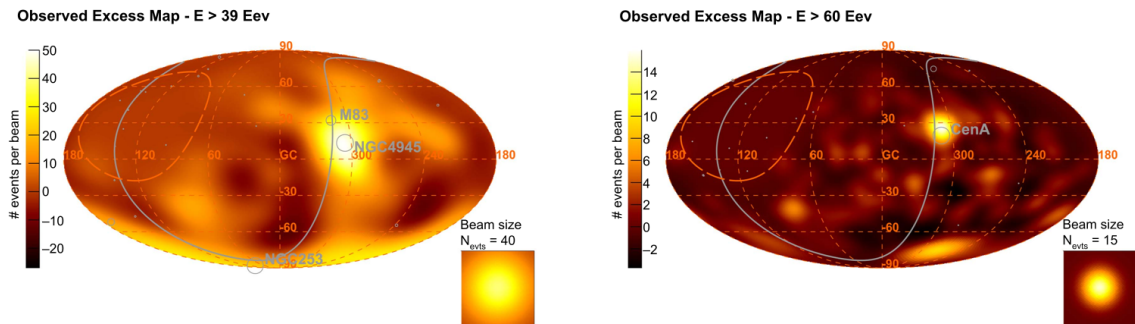 Observed Excess Map - E > 39 Eev
# events per beam
50
40
30
20
10
0
−10
−20
90
60
30
180
120
60
GC
300
240
180
-30
-60
-90
M83
NGC4945
NGC253
Beam size
Nevts = 40
Observed Excess Map - E > 60 Eev
# events per beam
14
12
10
8
6
4
2
0
−2
90
60
30
180
120
60
GC
300
240
180
-30
-60
-90
CenA
Beam size
Nevts = 15